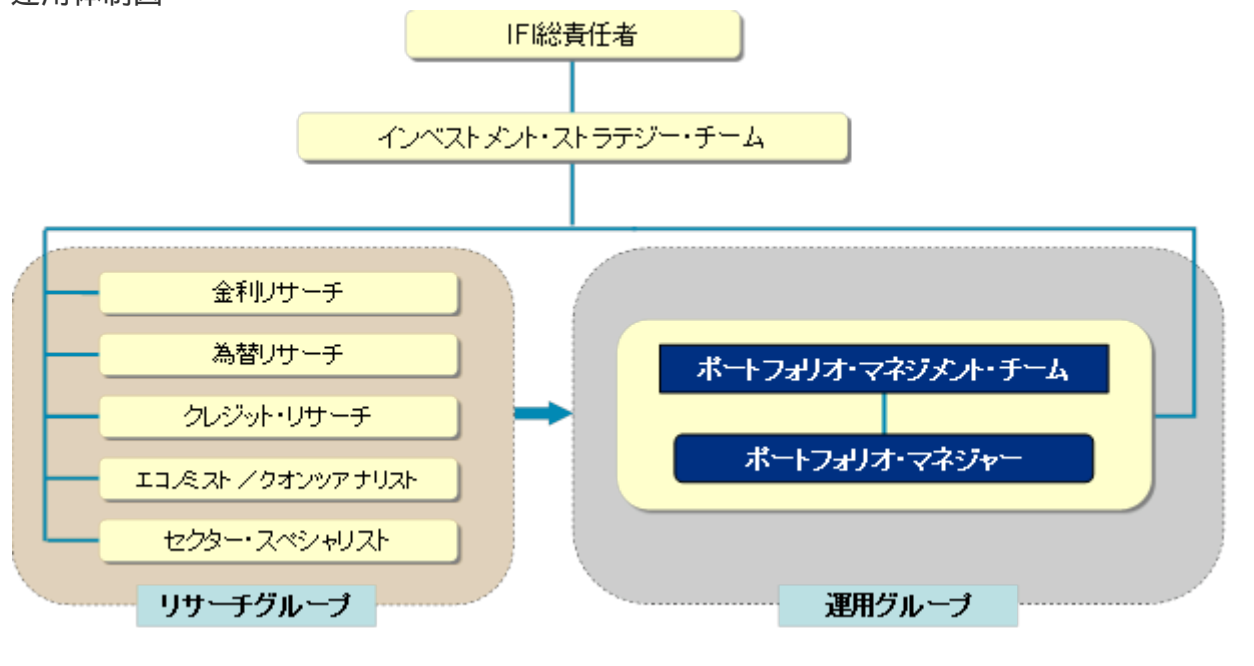 運用体制図
IFI総責任者
インベストメント・ストラテジー・チーム
金利リサーチ
為替リサーチ
クレジット・リサーチ
エコノミスト／クオンツアナリスト
セクター・スペシャリスト
リサーチグループ
ポートフォリオ・マネジメント・チーム
ポートフォリオ・マネジャー
運用グループ